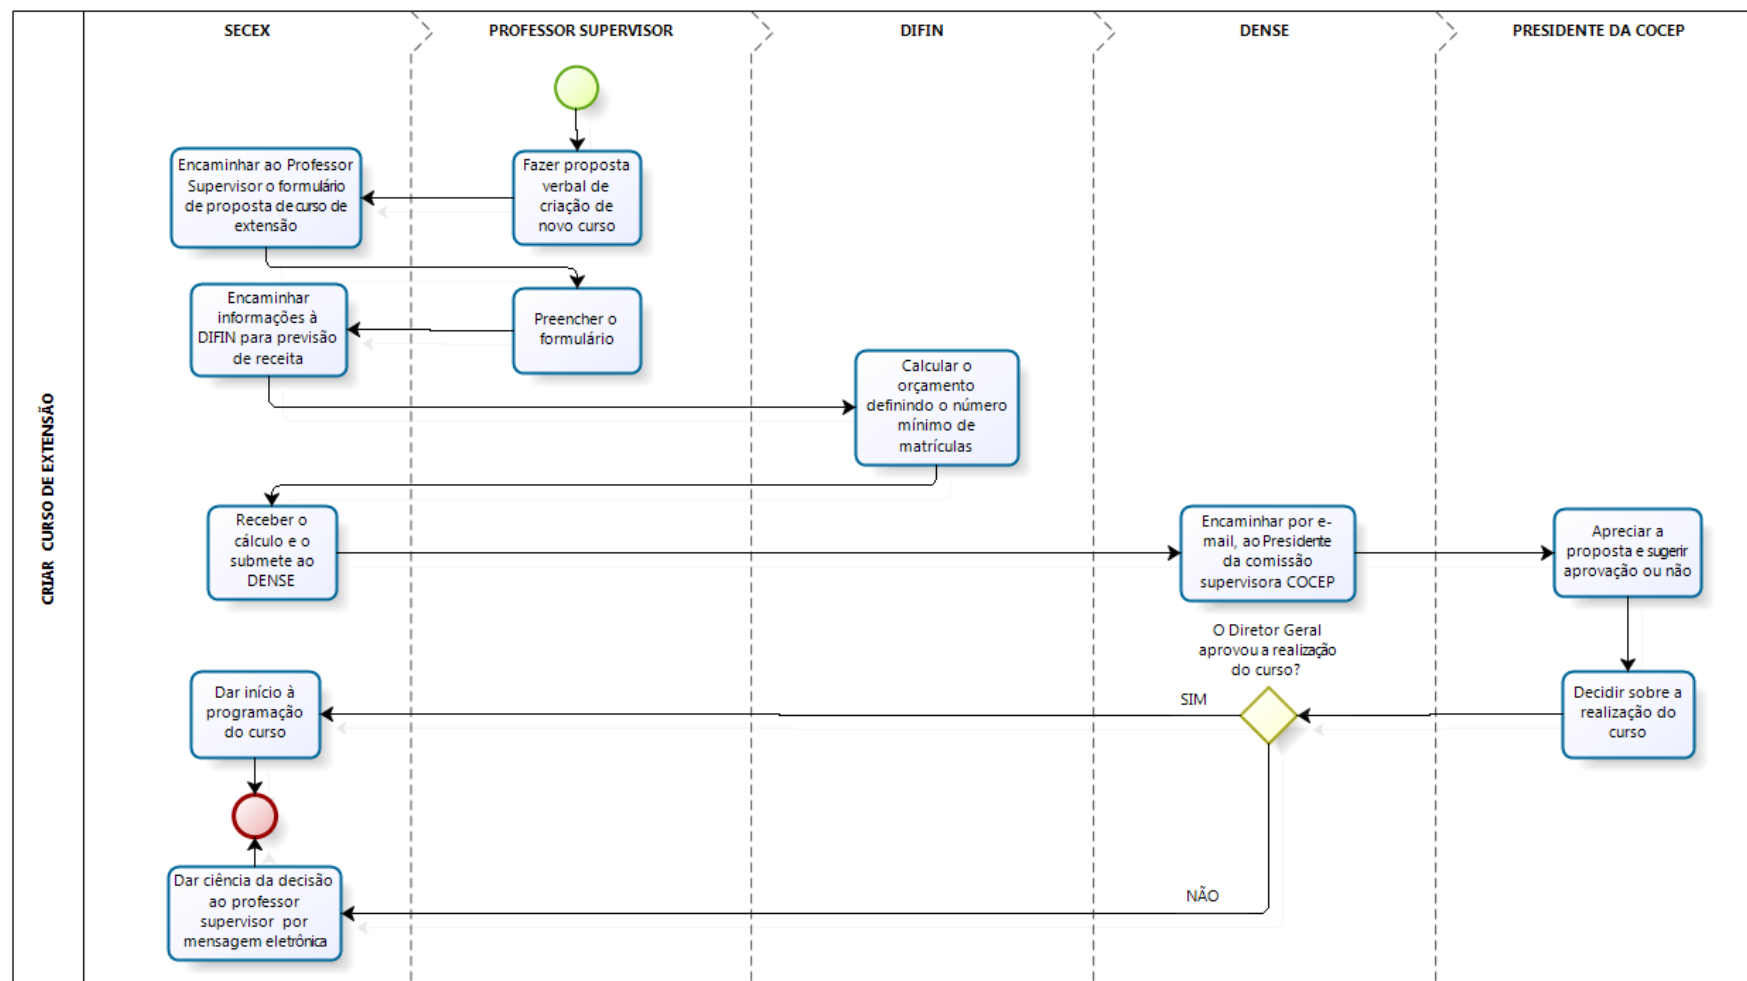 SECEX
PROFESSOR SUPERVISOR
DIFIN
DENSE
PRESIDENTE DA COCEP
CRIAR CURSO DE EXTENSÃO
Fazer proposta
verbal de
criação de
novo curso
Encaminhar ao Professor
Supervisor o formulário
de proposta de curso de
extensão
Preencher o
formulário
Encaminhar
informações à
DIFIN para previsão
de receita
Calcular o
orçamento
definindo o número
mínimo de
matrículas
Receber o
cálculo e o
submete ao
DENSE
Encaminhar por e-
mail, ao Presidente
da comissão
supervisora COCEP
Apreciar a
proposta e sugerir
aprovação ou não
Decidir sobre a
realização do
curso
O Diretor Geral
aprovou a realização
do curso?
SIM
Dar início à
programação
do curso
NÃO
Dar ciência da decisão
ao professor
supervisor por
mensagem eletrônica